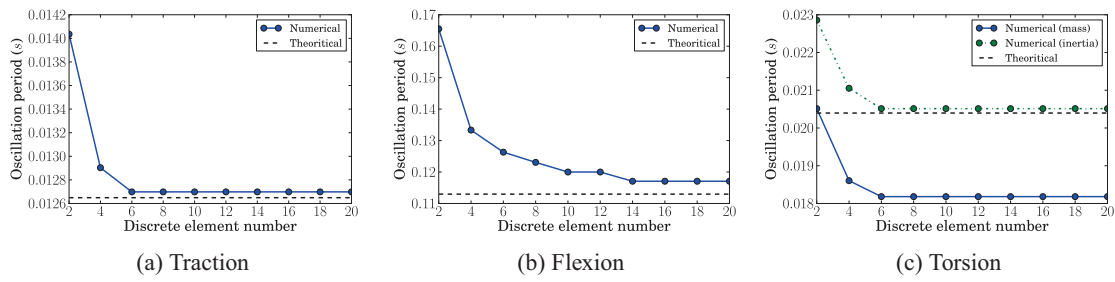 0.0142
0.0140
0.0138
0.0136
0.0134
0.0132
0.0130
0.0128
0.0126
2 4 6 8 10 12 14 16 18 20
Oscillation period (s)
Discrete element number
Numerical
Theoritical
(a) Traction
0.17
0.16
0.15
0.14
0.13
0.12
0.11
2 4 6 8 10 12 14 16 18 20
Oscillation period (s)
Discrete element number
Numerical
Theoritical
(b) Flexion
0.023
0.022
0.021
0.020
0.019
0.018
2 4 6 8 10 12 14 16 18 20
Oscillation period (s)
Discrete element number
Numerical (mass)
Numerical (inertia)
Theoritical
(c) Torsion